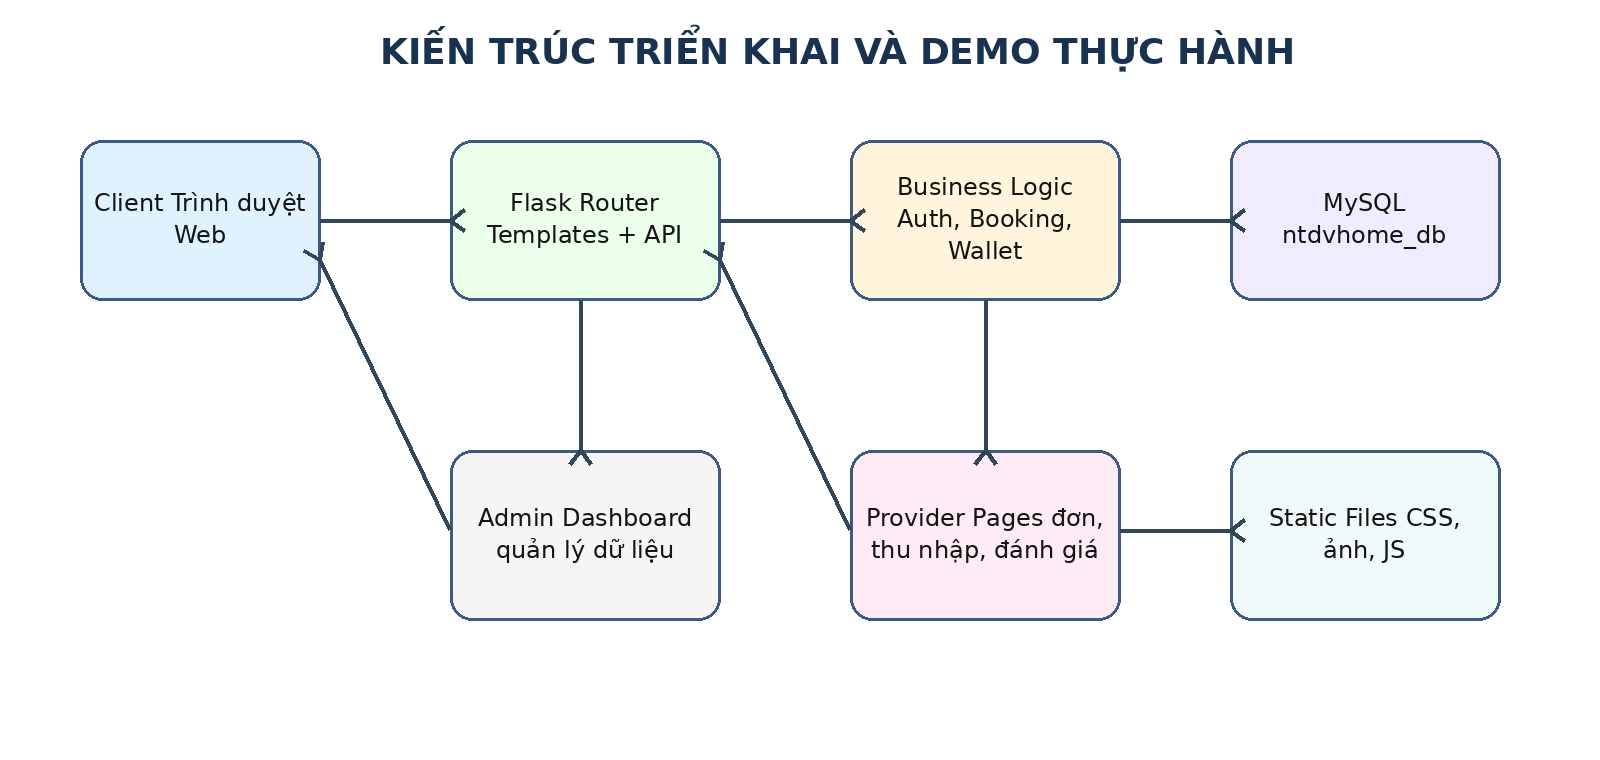 KIẾN TRÚC TRIỂN KHAI VÀ DEMO THỰC HÀNH
Client Trình duyệt
Web
Flask Router
Templates + API
Business Logic
Auth, Booking,
Wallet
MySQL
ntdvhome_db
Admin Dashboard
quản lý dữ liệu
Provider Pages đơn,
thu nhập, đánh giá
Static Files CSS,
ảnh, JS